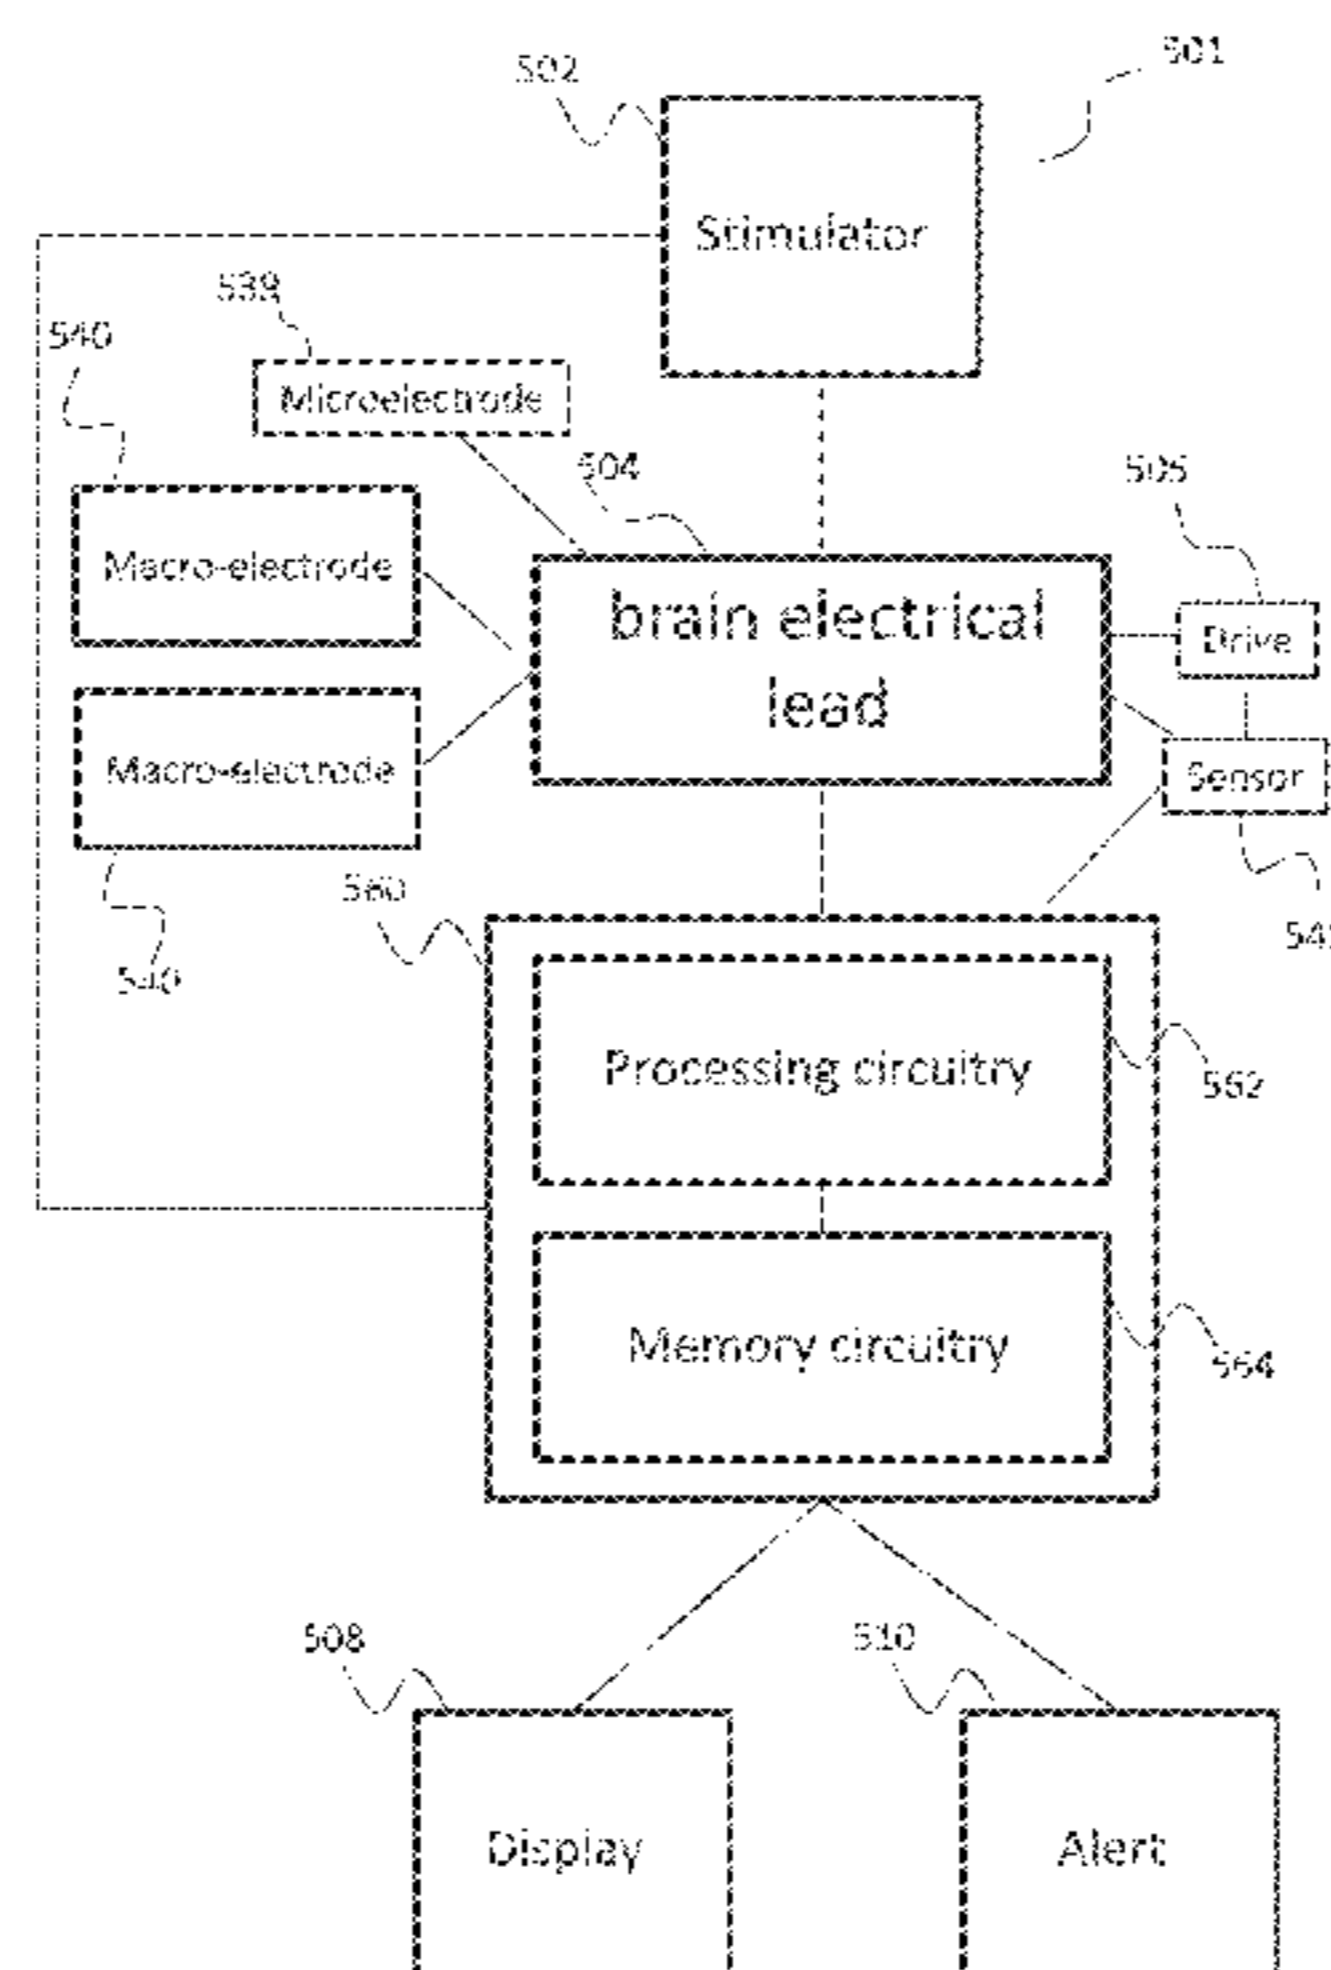 502
501
Stimulator
539
540
Microelectrode
504
505
Macro-electrode
brain electrical
lead
Drive
Macro-electrode
Sensor
560
540
Processing circuitry
562
Memory circuitry
564
508
510
Display
Alert